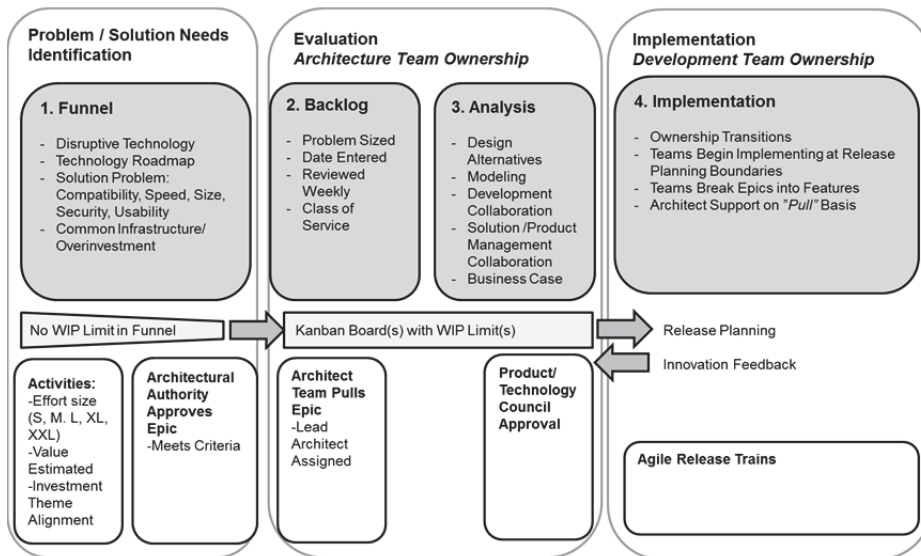 Problem / Solution Needs
Identification
1. Funnel
- Disruptive Technology
- Technology Roadmap
- Solution Problem:
Compatibility, Speed, Size,
Security, Usability
- Common Infrastructure/
Overinvestment
No WIP Limit in Funnel
Activities:
-Effort size
(S, M. L, XL,
XXL)
-Value
Estimated
-Investment
Theme
Alignment
Architectural
Authority
Approves
Epic
-Meets Criteria
Evaluation
Architecture Team Ownership
2. Backlog
- Problem Sized
- Date Entered
- Reviewed
Weekly
- Class of
Service
3. Analysis
- Design
Alternatives
- Modeling
- Development
Collaboration
- Solution /Product
Management
Collaboration
- Business Case
Kanban Board(s) with WIP Limit(s)
Architect
Team Pulls
Epic
-Lead
Architect
Assigned
Product/
Technology
Council
Approval
Implementation
Development Team Ownership
4. Implementation
- Ownership Transitions
- Teams Begin Implementing at Release
Planning Boundaries
- Teams Break Epics into Features
- Architect Support on ”Pull” Basis
Release Planning
Innovation Feedback
Agile Release Trains